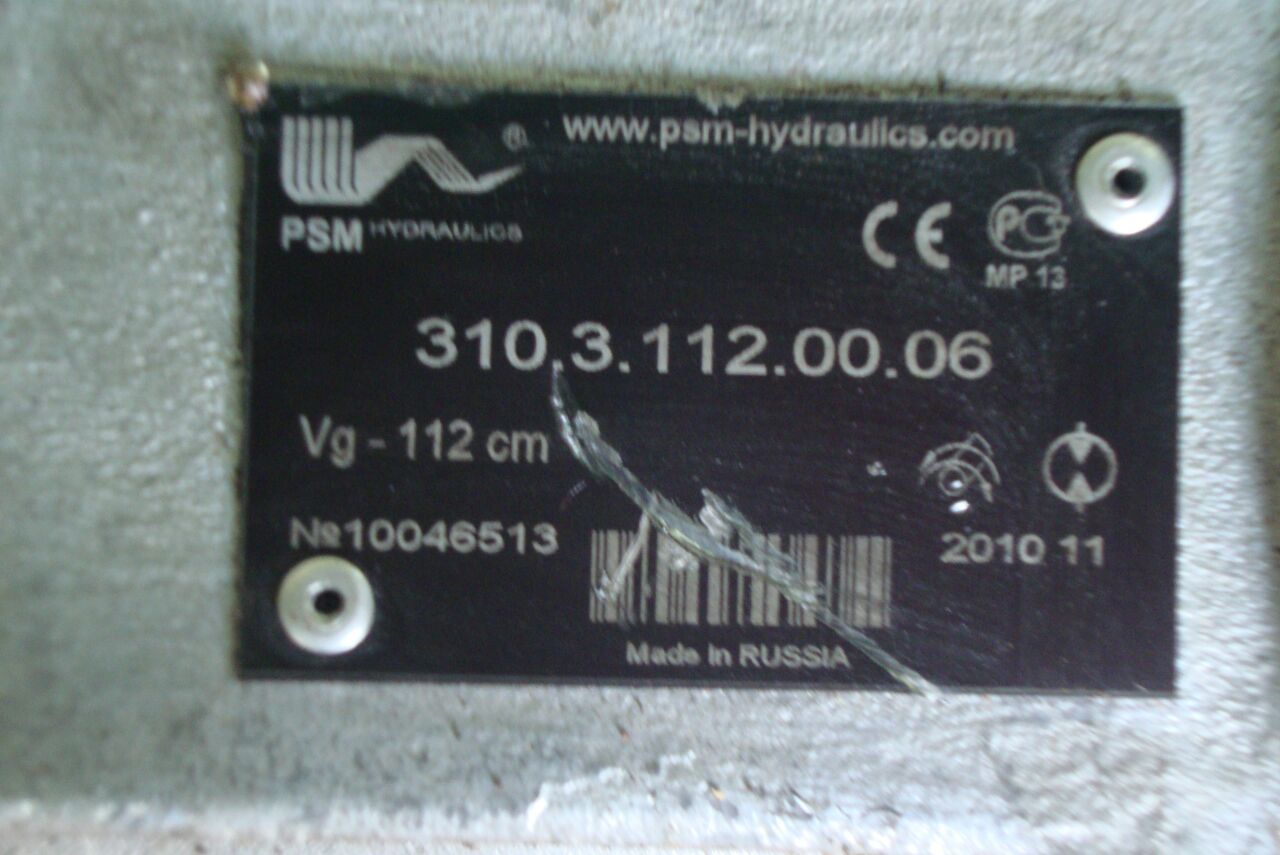 www.psm-hydraulics.com
®
PSM HYDRAULICS
CE PC
MP 13
310.3.112.00.06
Vg - 112 cm
№10046513
2010 11
Made in RUSSIA